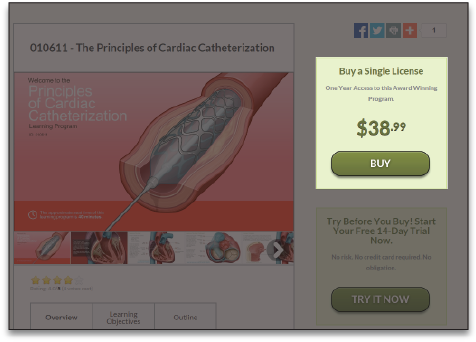 010611 - The Principles of Cardiac Catheterization
1
Welcome to the
Principles
of Cardiac
Catheterization
Learning Program
Buy a Single License
One Year Access to this Award Winning
Program.
$38.99
BUY
Try Before You Buy! Start
Your Free 14-Day Trial
Now.
No risk. No credit card required. No
obligation.
TRY IT NOW
Overview
Learning
Objectives
Outline